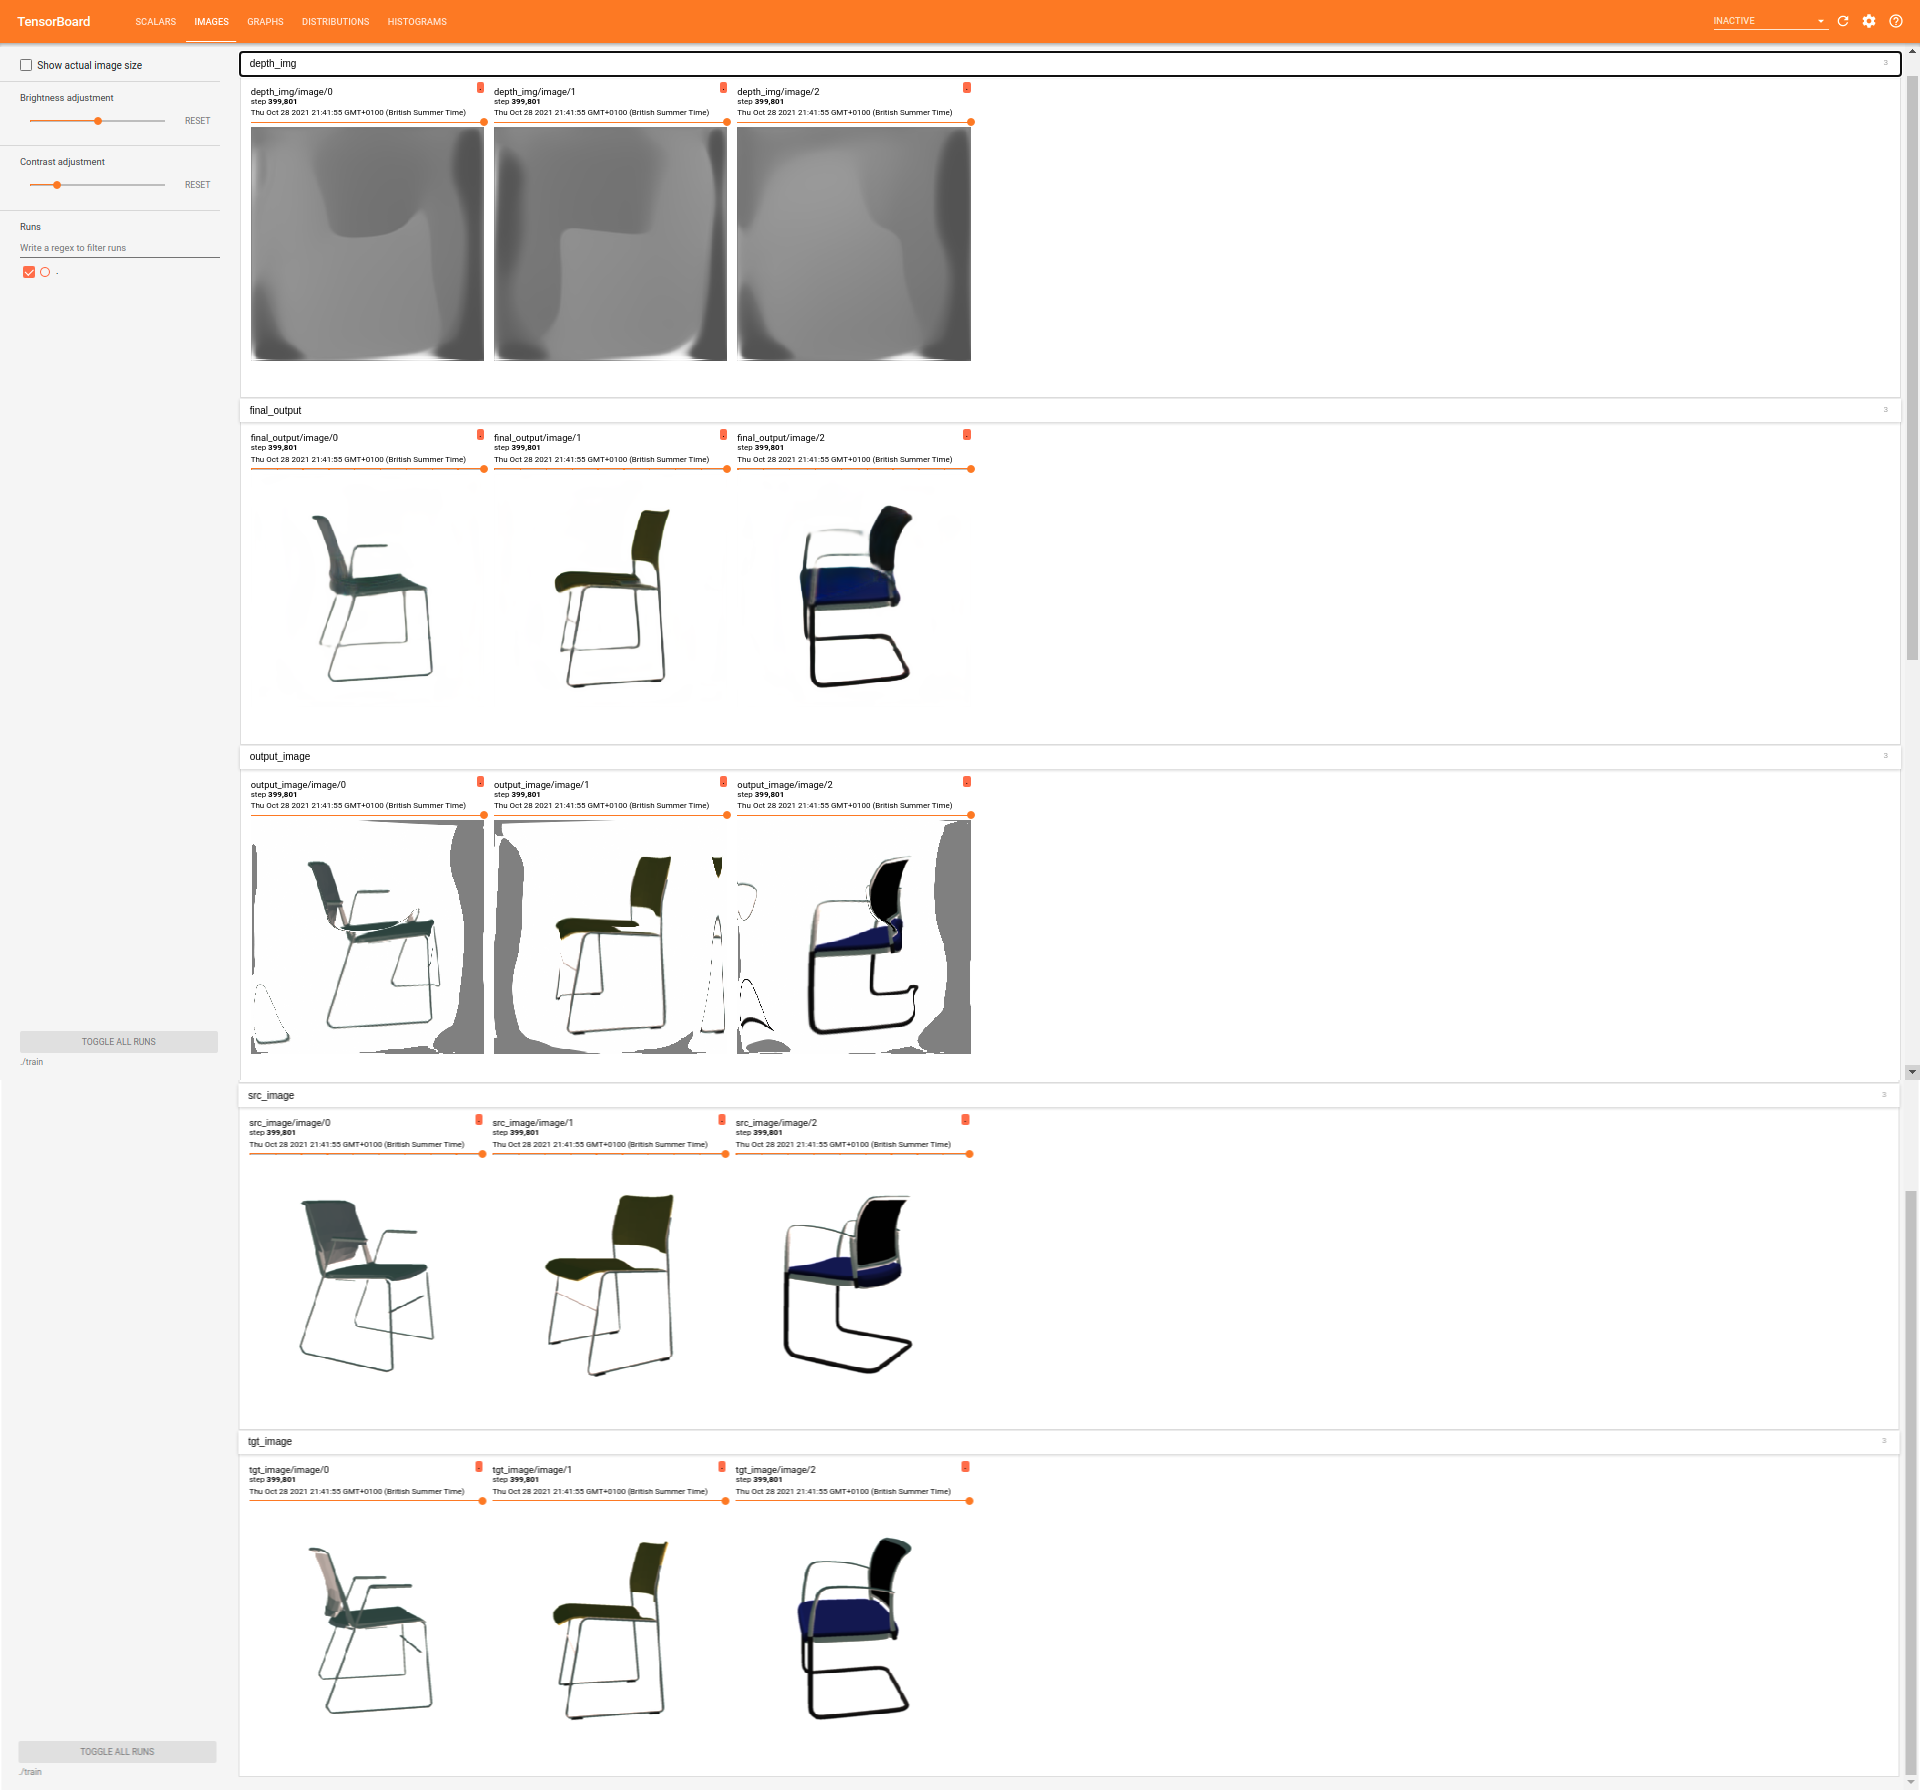 TensorBoard
SCALARS
IMAGES
GRAPHS
DISTRIBUTIONS
HISTOGRAMS
INACTIVE
Show actual image size
Brightness adjustment
RESET
Contrast adjustment
RESET
Runs
Write a regex to filter runs
.
TOGGLE ALL RUNS
./train
depth_img
3
depth_img/image/0
step 399,801
Thu Oct 28 2021 21:41:55 GMT+0100 (British Summer Time)
depth_img/image/1
step 399,801
Thu Oct 28 2021 21:41:55 GMT+0100 (British Summer Time)
depth_img/image/2
step 399,801
Thu Oct 28 2021 21:41:55 GMT+0100 (British Summer Time)
final_output
3
final_output/image/0
step 399,801
Thu Oct 28 2021 21:41:55 GMT+0100 (British Summer Time)
final_output/image/1
step 399,801
Thu Oct 28 2021 21:41:55 GMT+0100 (British Summer Time)
final_output/image/2
step 399,801
Thu Oct 28 2021 21:41:55 GMT+0100 (British Summer Time)
output_image
3
output_image/image/0
step 399,801
Thu Oct 28 2021 21:41:55 GMT+0100 (British Summer Time)
output_image/image/1
step 399,801
Thu Oct 28 2021 21:41:55 GMT+0100 (British Summer Time)
output_image/image/2
step 399,801
Thu Oct 28 2021 21:41:55 GMT+0100 (British Summer Time)
src_image
3
src_image/image/0
step 399,801
Thu Oct 28 2021 21:41:55 GMT+0100 (British Summer Time)
src_image/image/1
step 399,801
Thu Oct 28 2021 21:41:55 GMT+0100 (British Summer Time)
src_image/image/2
step 399,801
Thu Oct 28 2021 21:41:55 GMT+0100 (British Summer Time)
tgt_image
3
tgt_image/image/0
step 399,801
Thu Oct 28 2021 21:41:55 GMT+0100 (British Summer Time)
tgt_image/image/1
step 399,801
Thu Oct 28 2021 21:41:55 GMT+0100 (British Summer Time)
tgt_image/image/2
step 399,801
Thu Oct 28 2021 21:41:55 GMT+0100 (British Summer Time)
TOGGLE ALL RUNS
./train